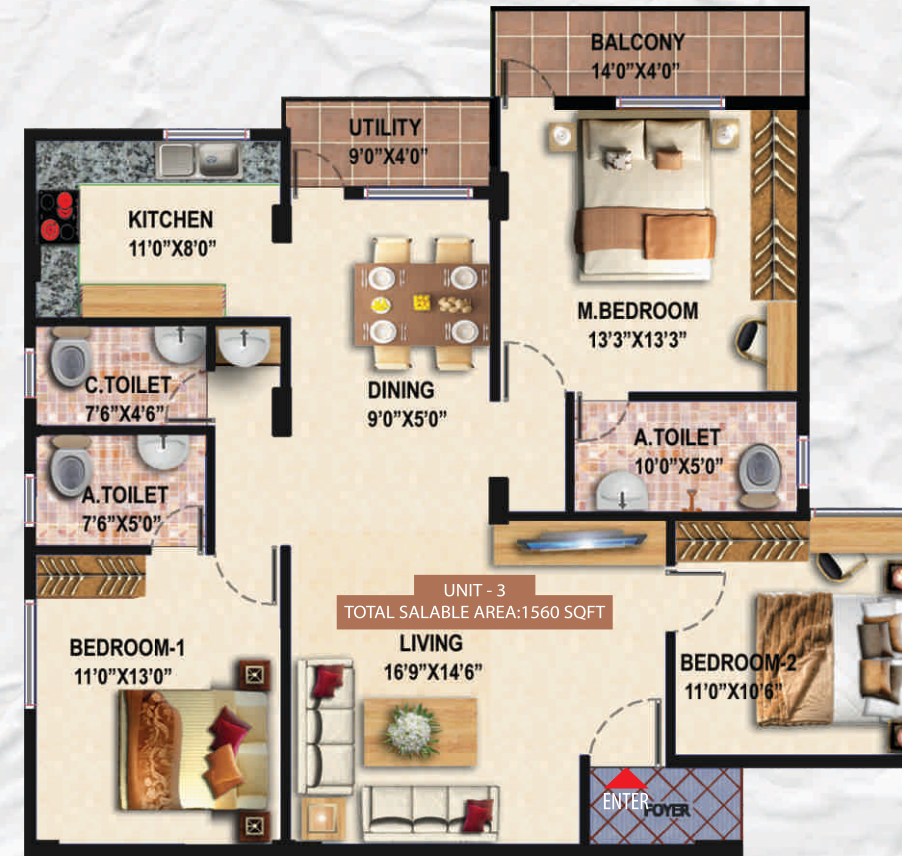 BALCONY
14'0"X4'0"
UTILITY
9'0"X4'0"
KITCHEN
11'0"X8'0"
M.BEDROOM
13'3"X13'3"
C.TOILET
7'6"X4'6"
DINING
9'0"X5'0"
A.TOILET
10'0"X5'0"
A.TOILET
7'6"X5'0"
UNIT - 3
TOTAL SALABLE AREA:1560 SQFT
LIVING
16'9"X14'6"
BEDROOM-1
11'0"X13'0"
BEDROOM-2
11'0"X10'6"
ENTER
FOYER